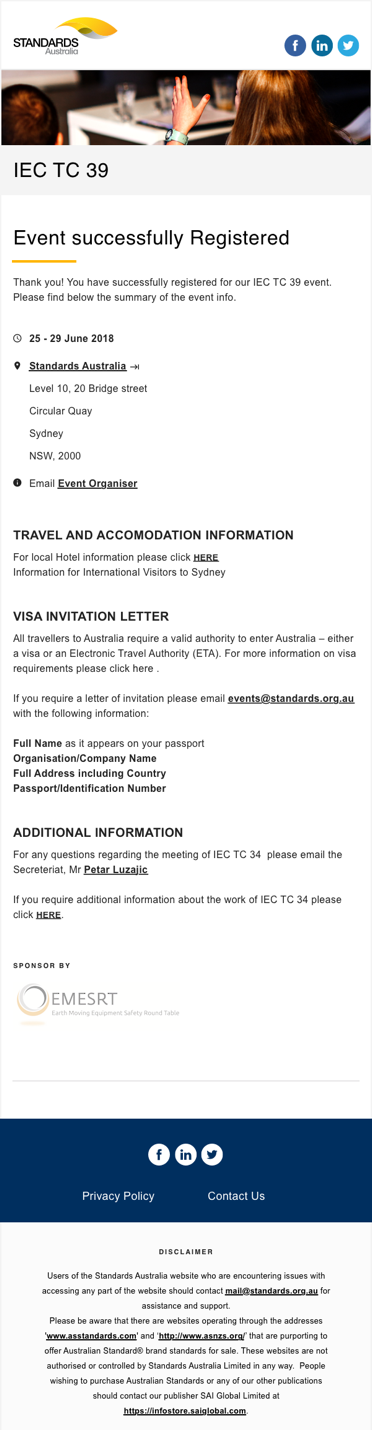 STANDARDS
Australia
IEC TC 39
Event successfully Registered
Thank you! You have successfully registered for our IEC TC 39 event.
Please find below the summary of the event info.
25 - 29 June 2018
Standards Australia
Level 10, 20 Bridge street
Circular Quay
Sydney
NSW, 2000
Email Event Organiser
TRAVEL AND ACCOMODATION INFORMATION
For local Hotel information please click HERE
Information for International Visitors to Sydney
VISA INVITATION LETTER
All travellers to Australia require a valid authority to enter Australia – either
a visa or an Electronic Travel Authority (ETA). For more information on visa
requirements please click here .
If you require a letter of invitation please email events@standards.org.au
with the following information:
Full Name as it appears on your passport
Organisation/Company Name
Full Address including Country
Passport/Identification Number
ADDITIONAL INFORMATION
For any questions regarding the meeting of IEC TC 34  please email the
Secreteriat, Mr Petar Luzajic
If you require additional information about the work of IEC TC 34 please
click HERE.
SPONSOR BY
EMESRT
Earth Moving Equipment Safety Round Table
Privacy Policy Contact Us
DISCLAIMER
Users of the Standards Australia website who are encountering issues with
accessing any part of the website should contact mail@standards.org.au for
assistance and support.
Please be aware that there are websites operating through the addresses
'www.asstandards.com' and 'http://www.asnzs.org/' that are purporting to
offer Australian Standard® brand standards for sale. These websites are not
authorised or controlled by Standards Australia Limited in any way.  People
wishing to purchase Australian Standards or any of our other publications
should contact our publisher SAI Global Limited at
https://infostore.saiglobal.com.